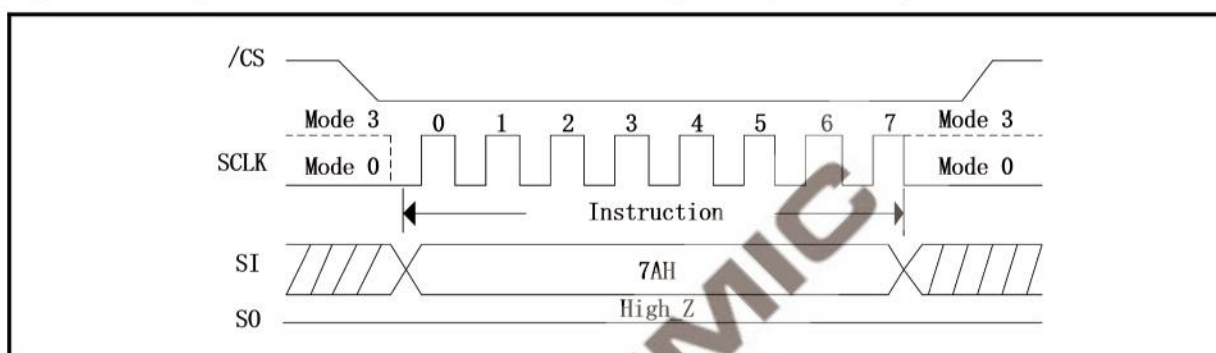 /CS
Mode 3 0 1 2 3 4 5 6 7 Mode 3
SCLK Mode 0 Mode 0
Instruction
SI 7AH
SO High Z